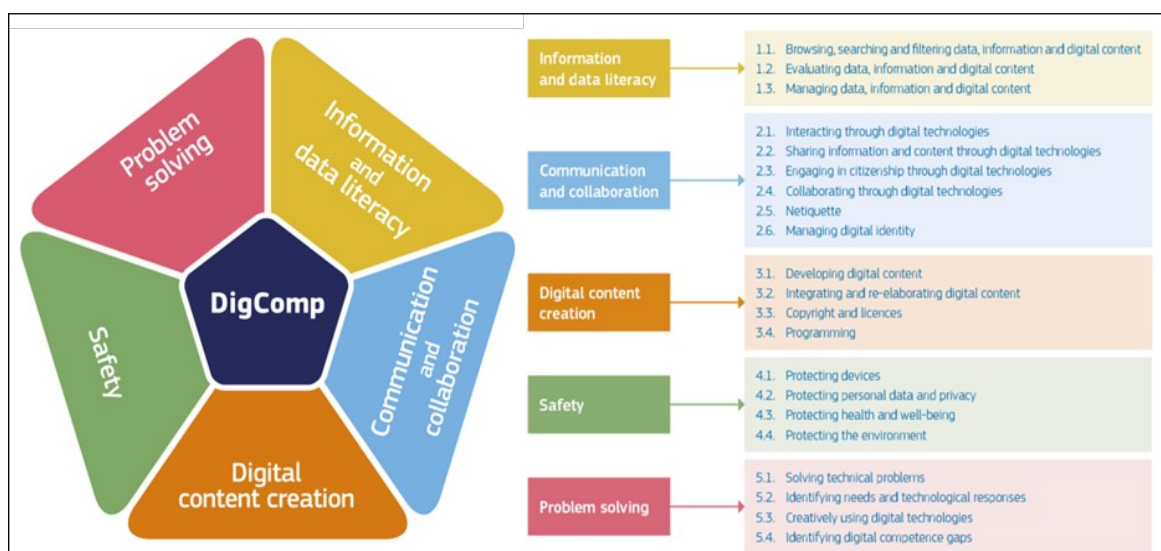 Problem
solving
Information
and
data literacy
DigComp
Safety
Communication
and
collaboration
Digital
content creation
Information
and data literacy
1.1. Browsing, searching and filtering data, information and digital content
1.2. Evaluating data, information and digital content
1.3. Managing data, information and digital content
Communication
and collaboration
2.1. Interacting through digital technologies
2.2. Sharing information and content through digital technologies
2.3. Engaging in citizenship through digital technologies
2.4. Collaborating through digital technologies
2.5. Netiquette
2.6. Managing digital identity
Digital content
creation
3.1. Developing digital content
3.2. Integrating and re-elaborating digital content
3.3. Copyright and licences
3.4. Programming
Safety
4.1. Protecting devices
4.2. Protecting personal data and privacy
4.3. Protecting health and well-being
4.4. Protecting the environment
Problem solving
5.1. Solving technical problems
5.2. Identifying needs and technological responses
5.3. Creatively using digital technologies
5.4. Identifying digital competence gaps